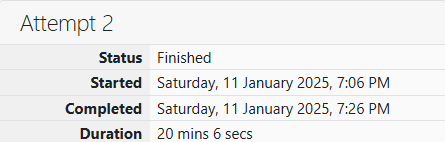 Attempt 2
Status Finished
Started Saturday, 11 January 2025, 7:06 PM
Completed Saturday, 11 January 2025, 7:26 PM
Duration 20 mins 6 secs